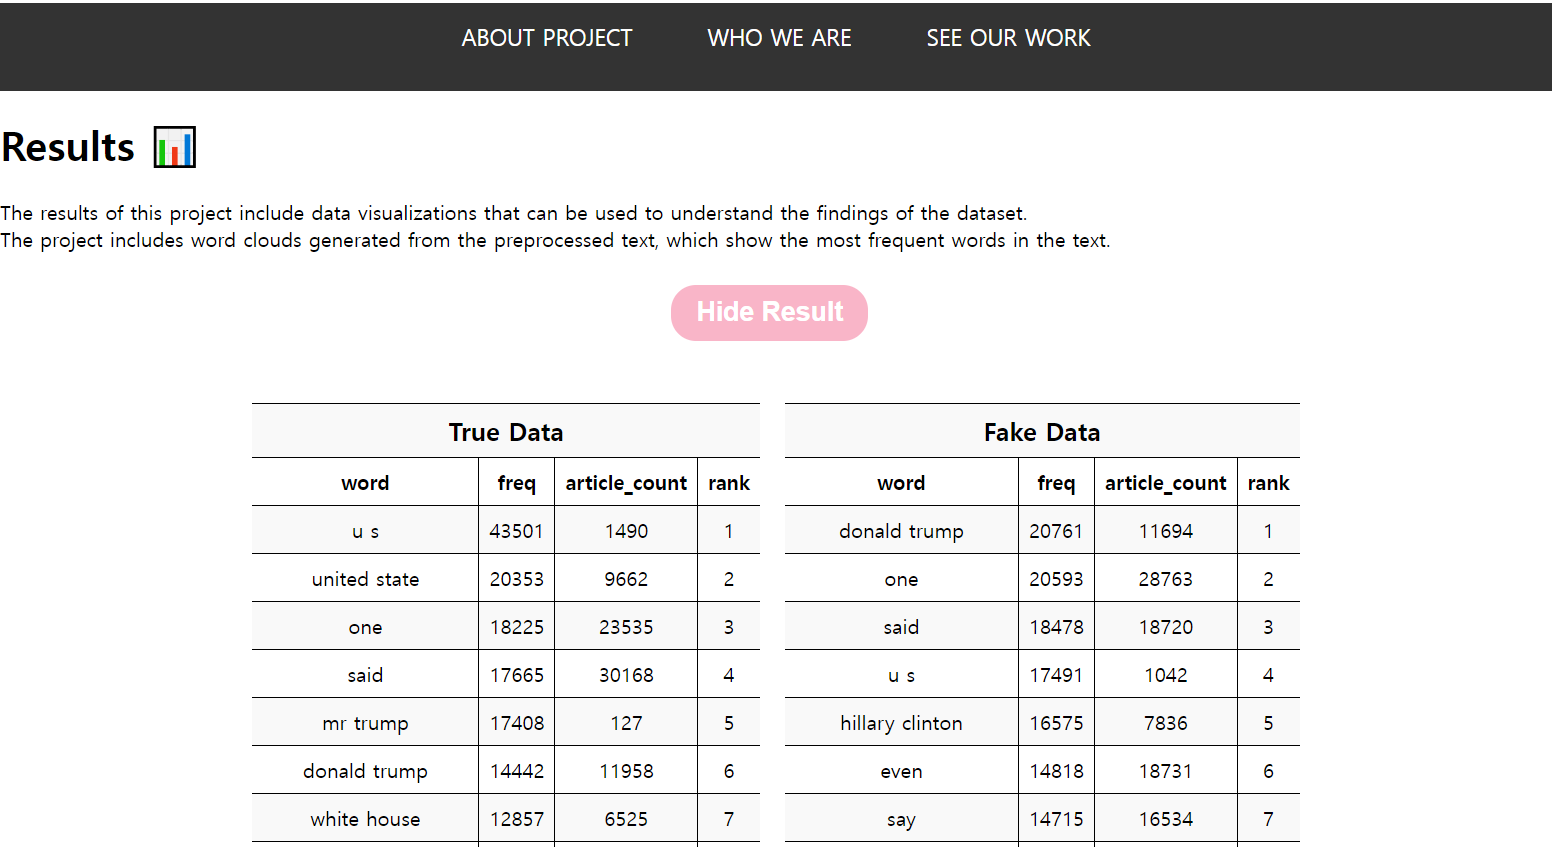 ABOUT PROJECT WHO WE ARE SEE OUR WORK
Results
The results of this project include data visualizations that can be used to understand the findings of the dataset.
The project includes word clouds generated from the preprocessed text, which show the most frequent words in the text.
Hide Result
True Data
word freq article_count rank
u s 43501 1490 1
united state 20353 9662 2
one 18225 23535 3
said 17665 30168 4
mr trump 17408 127 5
donald trump 14442 11958 6
white house 12857 6525 7
Fake Data
word freq article_count rank
donald trump 20761 11694 1
one 20593 28763 2
said 18478 18720 3
u s 17491 1042 4
hillary clinton 16575 7836 5
even 14818 18731 6
say 14715 16534 7